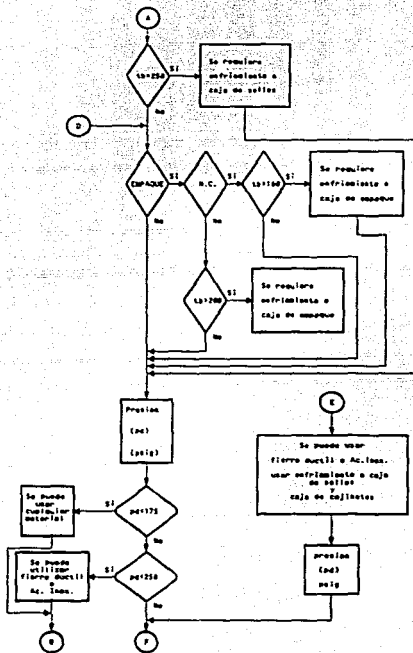 A
tb>250
Si
Se requiere
enfriamiento a
caja de sellos
No
D
EMPAQUE
Si
H.C.
Si
tb>160
Si
Se requiere
enfriamiento a
caja de empaque
No
No
No
tb>200
Si
Se requiere
enfriamiento a
caja de empaque
No
Presion
(pd)
(psig)
E
Se puede usar
fierro ductil o Ac.Inox.
usar enfriamiento a caja
de sellos
y
caja de cojinetes
Se puede
usar
cualquier
material
Si
pd<175
No
presion
(pd)
psig
Se puede
utilizar
fierro ductil
o
Ac. Inox.
Si
pd<250
No
F